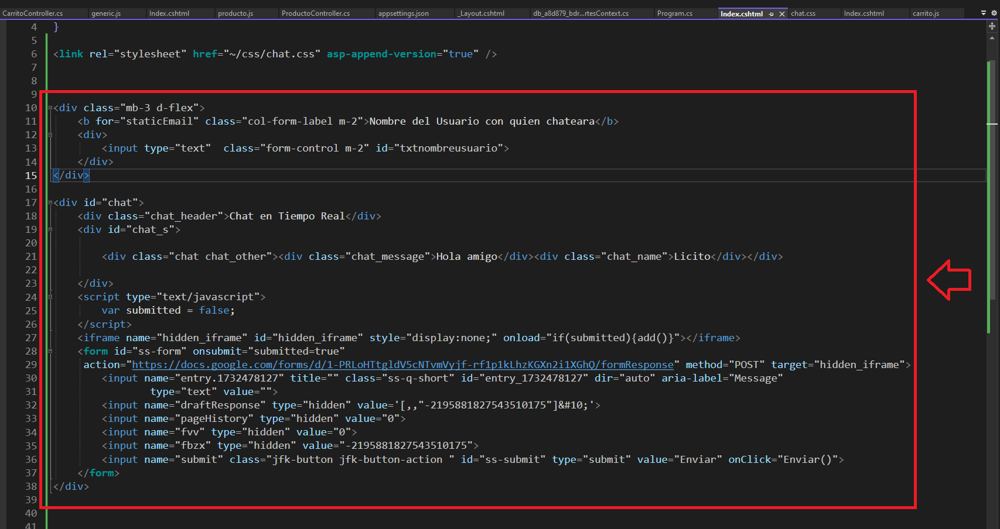 CarritoController.cs generic.js Index.cshtml producto.js ProductoController.cs appsettings.json _Layout.cshtml db_a8d879_bdr...rtesContext.cs Program.cs Index.cshtml chat.css Index.cshtml carrito.js
4 }
5
6 <link rel="stylesheet" href="~/css/chat.css" asp-append-version="true" />
7
8
9
10 <div class="mb-3 d-flex">
11 <b for="staticEmail" class="col-form-label m-2">Nombre del Usuario con quien chateara</b>
12 <div>
13 <input type="text"  class="form-control m-2" id="txtnombreusuario">
14 </div>
15 </div>
16
17 <div id="chat">
18 <div class="chat_header">Chat en Tiempo Real</div>
19 <div id="chat_s">
20
21 <div class="chat chat_other"><div class="chat_message">Hola amigo</div><div class="chat_name">Licito</div></div>
22
23 </div>
24 <script type="text/javascript">
25 var submitted = false;
26 </script>
27 <iframe name="hidden_iframe" id="hidden_iframe" style="display:none;" onload="if(submitted){add()}"></iframe>
28 <form id="ss-form" onsubmit="submitted=true"
29 action="https://docs.google.com/forms/d/1-PRLoHTtgldV5cNTvmVyjf-rf1p1kLhzKGXn2i1XGhQ/formResponse" method="POST" target="hidden_iframe">
30 <input name="entry.1732478127" title="" class="ss-q-short" id="entry_1732478127" dir="auto" aria-label="Message"
31 type="text" value="">
32 <input name="draftResponse" type="hidden" value='[,,"-2195881827543510175"]&#10;'>
33 <input name="pageHistory" type="hidden" value="0">
34 <input name="fvv" type="hidden" value="0">
35 <input name="fbzx" type="hidden" value="-2195881827543510175">
36 <input name="submit" class="jfk-button jfk-button-action " id="ss-submit" type="submit" value="Enviar" onClick="Enviar()">
37 </form>
38 </div>
39
40
41